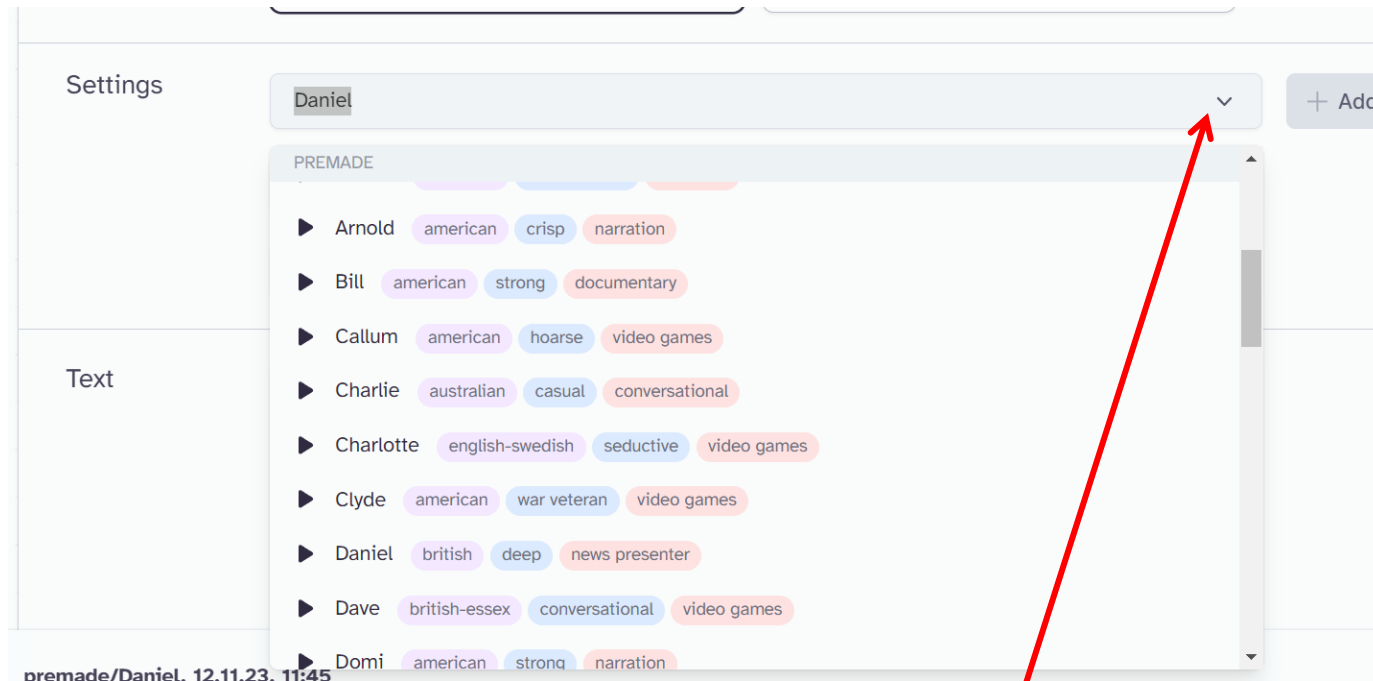 Settings
Daniel
+ Add
PREMADE
Arnold american crisp narration
Bill american strong documentary
Callum american hoarse video games
Charlie australian casual conversational
Charlotte english-swedish seductive video games
Text
Clyde american war veteran video games
Daniel british deep news presenter
Dave british-essex conversational video games
Domi american strong narration
premade/Daniel, 12.11.23, 11:45